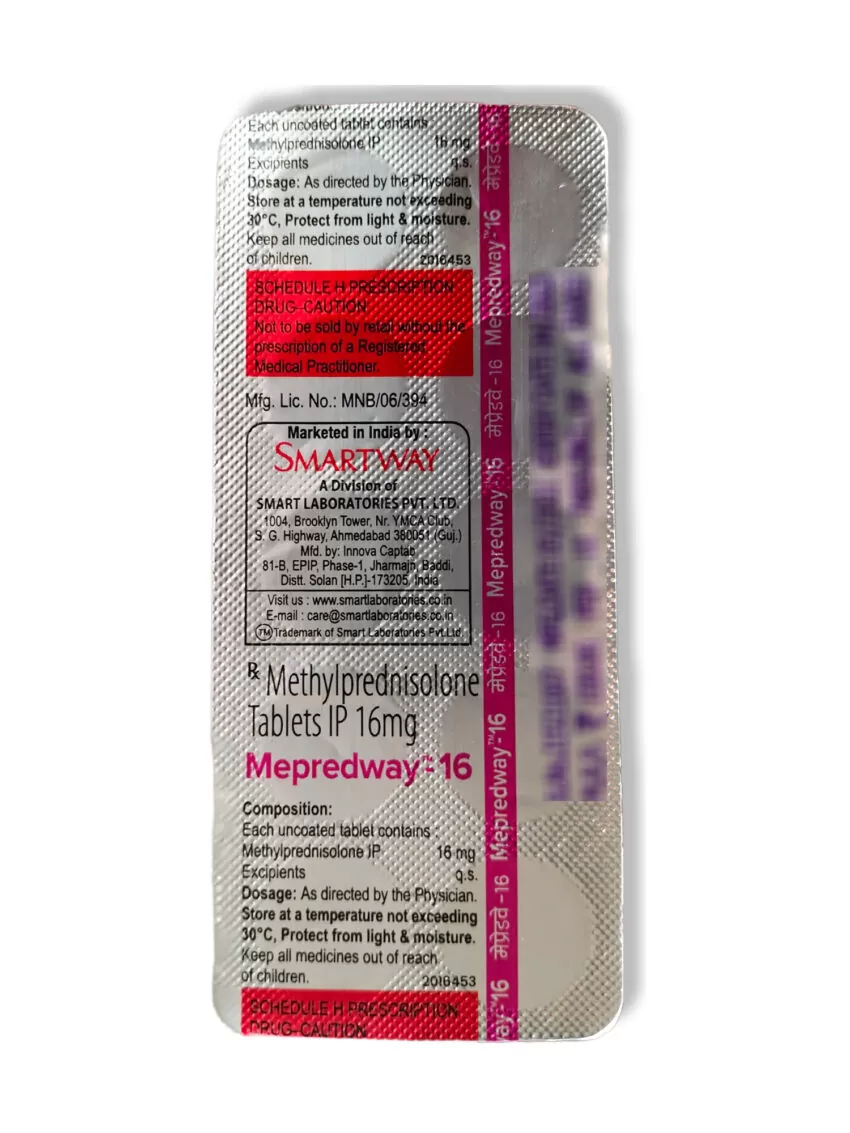 Each uncoated tablet contains :
Methylprednisolone IP 16 mg
Excipients q.s.
Dosage: As directed by the Physician.
Store at a temperature not exceeding
30°C, Protect from light & moisture.
Keep all medicines out of reach
of children. 2016453
SCHEDULE H PRESCRIPTION
DRUG-CAUTION
Not to be sold by retail without the
prescription of a Registered
Medical Practitioner.
Mfg. Lic. No.: MNB/06/394
Marketed in India by :
SMARTWAY
A Division of
SMART LABORATORIES PVT. LTD.
1004, Brooklyn Tower, Nr. YMCA Club,
S. G. Highway, Ahmedabad 380051 (Guj.)
Mfd. by: Innova Captab
81-B, EPIP, Phase-1, Jharmajri, Baddi,
Distt. Solan [H.P.]-173205, India
Visit us : www.smartlaboratories.co.in
E-mail : care@smartlaboratories.co.in
TM Trademark of Smart Laboratories Pvt.Ltd.
℞ Methylprednisolone
Tablets IP 16mg
Mepredway™-16
Composition:
Each uncoated tablet contains :
Methylprednisolone IP 16 mg
Excipients q.s.
Dosage: As directed by the Physician.
Store at a temperature not exceeding
30°C, Protect from light & moisture.
Keep all medicines out of reach
of children. 2016453
SCHEDULE H PRESCRIPTION
DRUG-CAUTION
way™-16 मेप्रेडवे -16 Mepredway™-16 मेप्रेडवे -16 Mepredway™-16 मेप्रेडवे -16 Mepredway™-16 मेप्रेडवे -16